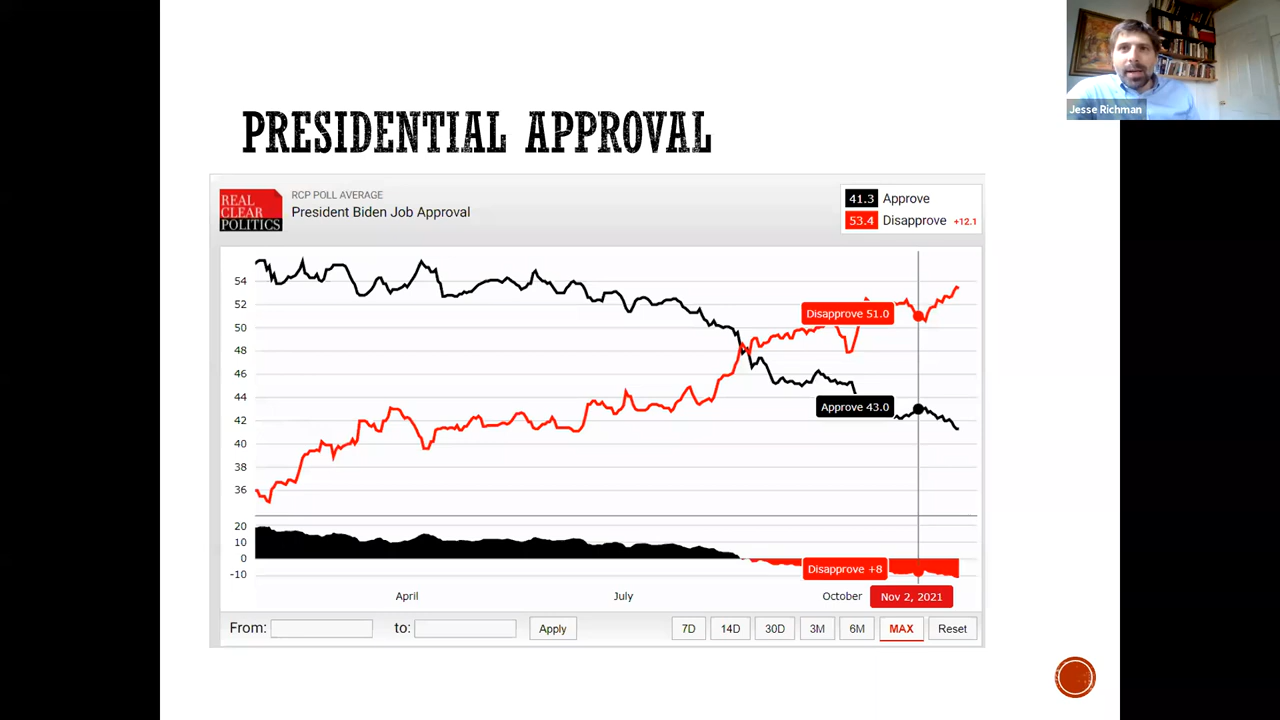 Jesse Richman
PRESIDENTIAL APPROVAL
REAL
CLEAR
POLITICS
RCP POLL AVERAGE
President Biden Job Approval
41.3 Approve
53.4 Disapprove +12.1
54
52
50
48
46
44
42
40
38
36
Disapprove 51.0
Approve 43.0
20
10
0
-10
Disapprove +8
April July October Nov 2, 2021
From: to: Apply 7D 14D 30D 3M 6M MAX Reset